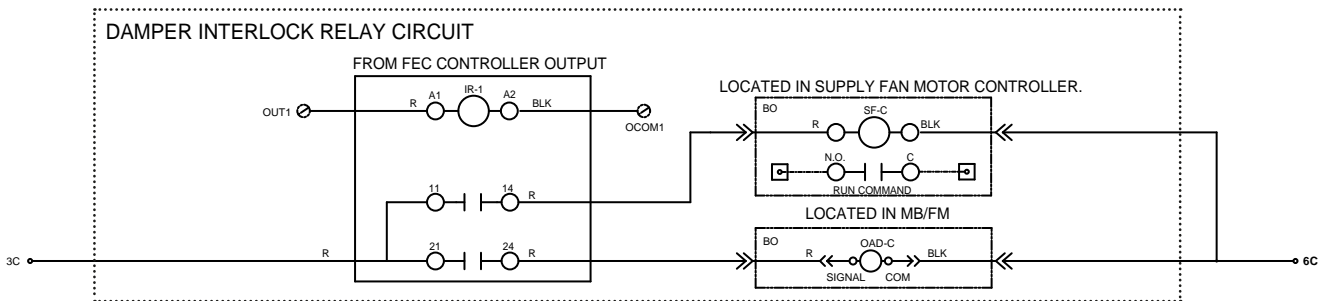 DAMPER INTERLOCK RELAY CIRCUIT
FROM FEC CONTROLLER OUTPUT
LOCATED IN SUPPLY FAN MOTOR CONTROLLER.
OUT1
R
A1
IR-1
A2
BLK
OCOM1
BO
R
SF-C
BLK
N.O.
C
RUN COMMAND
11
14
R
LOCATED IN MB/FM
3C
R
21
24
R
BO
R
OAD-C
BLK
SIGNAL
COM
6C